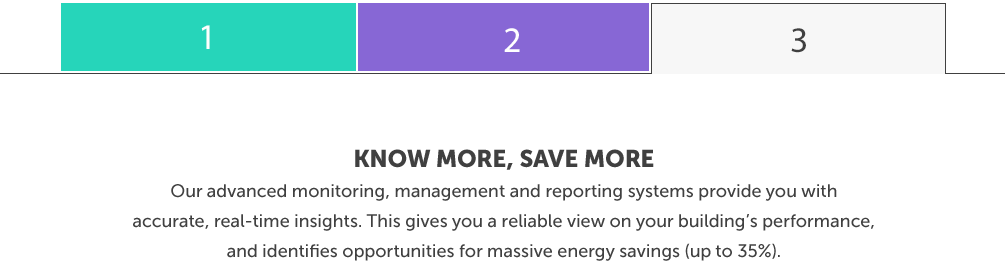 1 2 3
KNOW MORE, SAVE MORE
Our advanced monitoring, management and reporting systems provide you with
accurate, real-time insights. This gives you a reliable view on your building’s performance,
and identifies opportunities for massive energy savings (up to 35%).